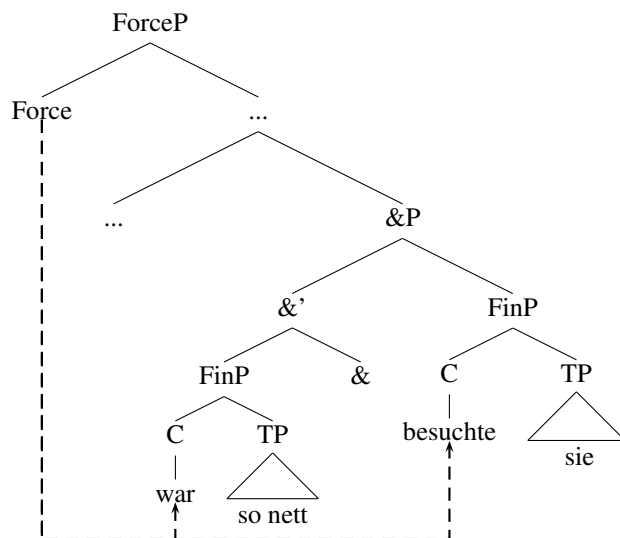 ForceP
Force ...
... &P
&' FinP
FinP & C TP
C TP besuchte sie
war so nett